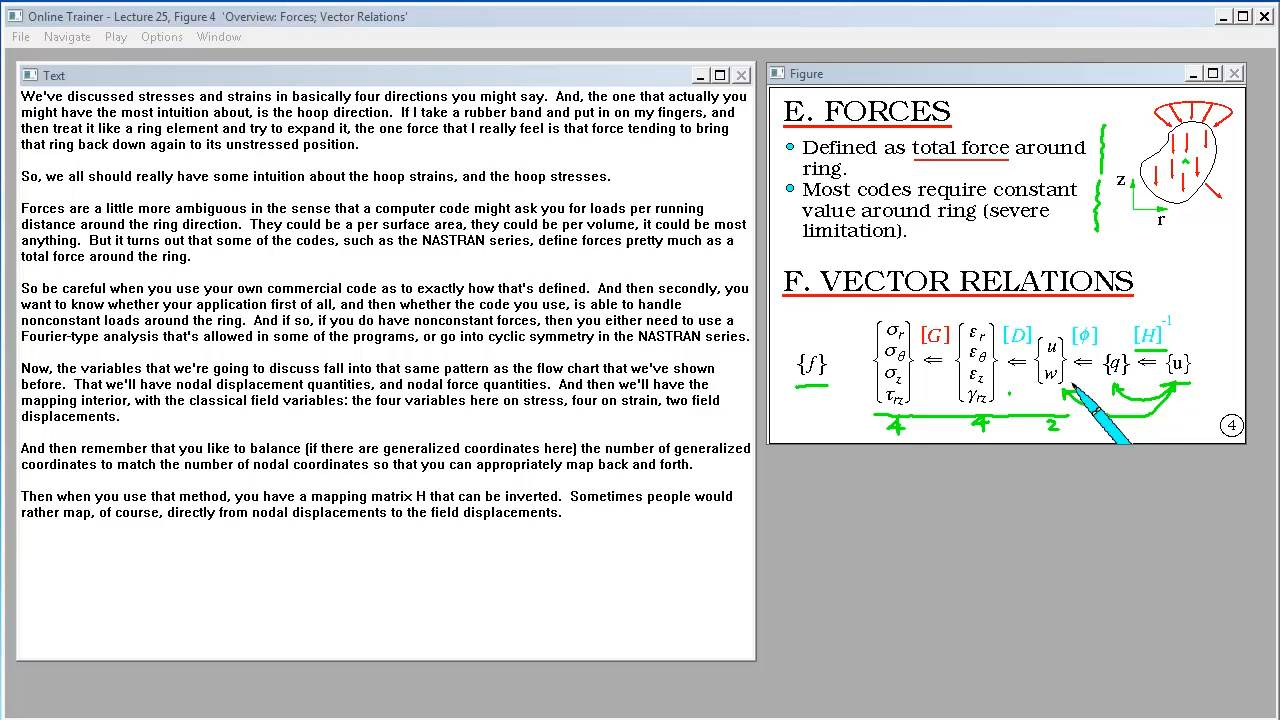 Online Trainer - Lecture 25, Figure 4 'Overview: Forces; Vector Relations'
File Navigate Play Options Window
Text
We've discussed stresses and strains in basically four directions you might say. And, the one that actually you
might have the most intuition about, is the hoop direction. If I take a rubber band and put in on my fingers, and
then treat it like a ring element and try to expand it, the one force that I really feel is that force tending to bring
that ring back down again to its unstressed position.
So, we all should really have some intuition about the hoop strains, and the hoop stresses.
Forces are a little more ambiguous in the sense that a computer code might ask you for loads per running
distance around the ring direction. They could be a per surface area, they could be per volume, it could be most
anything. But it turns out that some of the codes, such as the NASTRAN series, define forces pretty much as a
total force around the ring.
So be careful when you use your own commercial code as to exactly how that's defined. And then secondly, you
want to know whether your application first of all, and then whether the code you use, is able to handle
nonconstant loads around the ring. And if so, if you do have nonconstant forces, then you either need to use a
Fourier-type analysis that's allowed in some of the programs, or go into cyclic symmetry in the NASTRAN series.
Now, the variables that we're going to discuss fall into that same pattern as the flow chart that we've shown
before. That we'll have nodal displacement quantities, and nodal force quantities. And then we'll have the
mapping interior, with the classical field variables: the four variables here on stress, four on strain, two field
displacements.
And then remember that you like to balance (if there are generalized coordinates here) the number of generalized
coordinates to match the number of nodal coordinates so that you can appropriately map back and forth.
Then when you use that method, you have a mapping matrix H that can be inverted. Sometimes people would
rather map, of course, directly from nodal displacements to the field displacements.
Figure
E. FORCES
• Defined as total force around
ring.
• Most codes require constant
value around ring (severe
limitation).
z
r
F. VECTOR RELATIONS
{f} {σr σθ σz τrz} [G] ⇐ {εr εθ εz γrz} [D] ⇐ {u w} [ϕ] ⇐ {q} [H]-1 ⇐ {u}
4 4 2
4